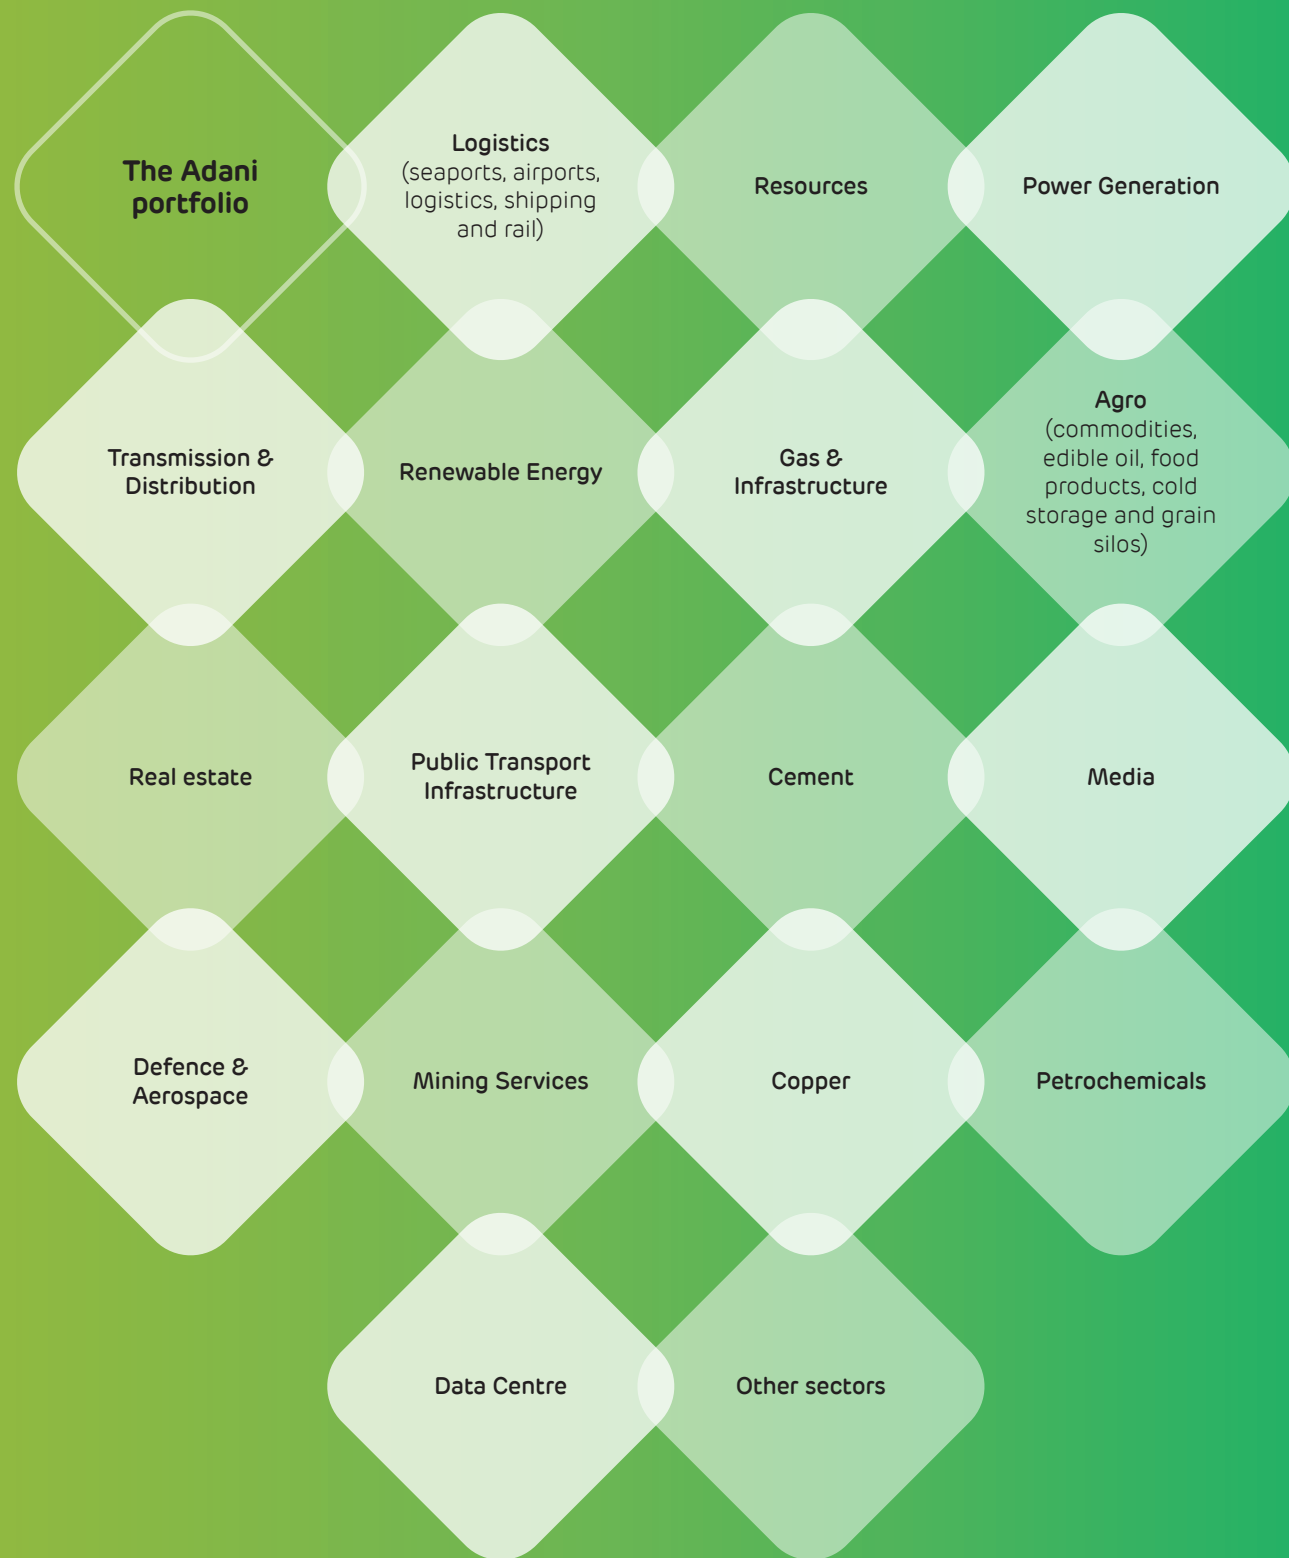 The Adani
portfolio
Logistics
(seaports, airports,
logistics, shipping
and rail)
Resources
Power Generation
Transmission &
Distribution
Renewable Energy
Gas &
Infrastructure
Agro
(commodities,
edible oil, food
products, cold
storage and grain
silos)
Real estate
Public Transport
Infrastructure
Cement
Media
Defence &
Aerospace
Mining Services
Copper
Petrochemicals
Data Centre
Other sectors